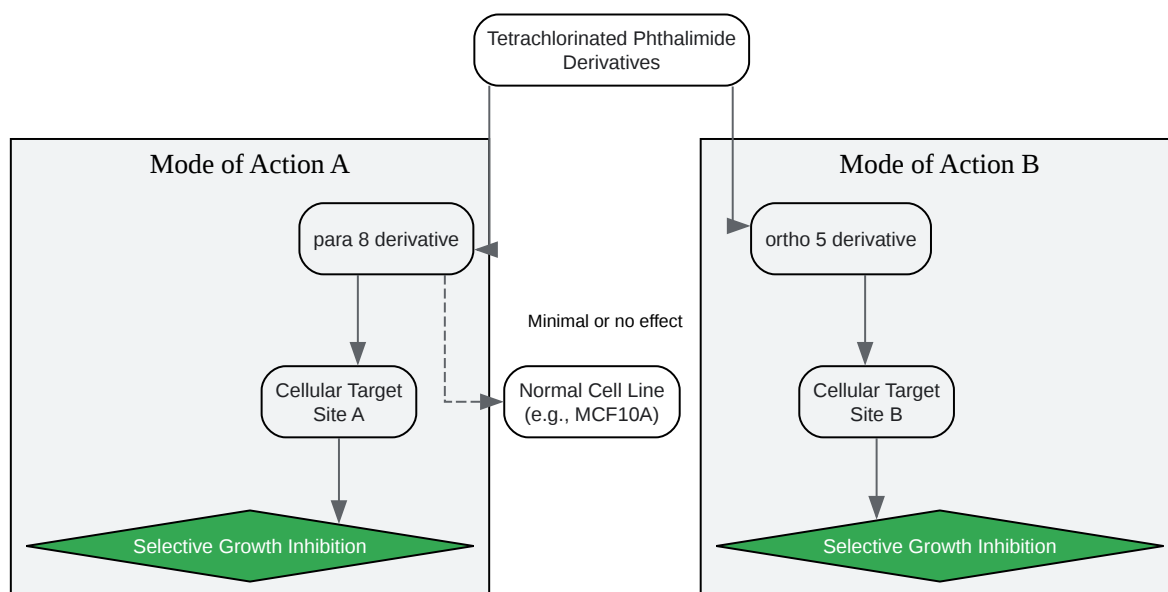 Tetrachlorinated Phthalimide
Derivatives
Mode of Action A
Mode of Action B
para 8 derivative
ortho 5 derivative
Minimal or no effect
Cellular Target
Site A
Normal Cell Line
(e.g., MCF10A)
Cellular Target
Site B
Selective Growth Inhibition
Selective Growth Inhibition